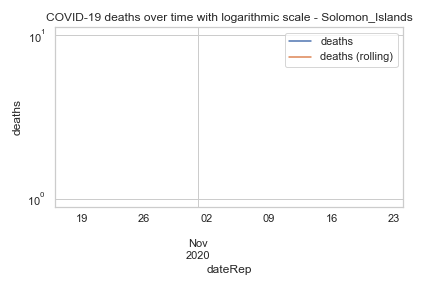 COVID-19 deaths over time with logarithmic scale - Solomon_Islands
deaths
deaths (rolling)
10¹
10⁰
deaths
19 26 02 09 16 23
Nov
2020
dateRep